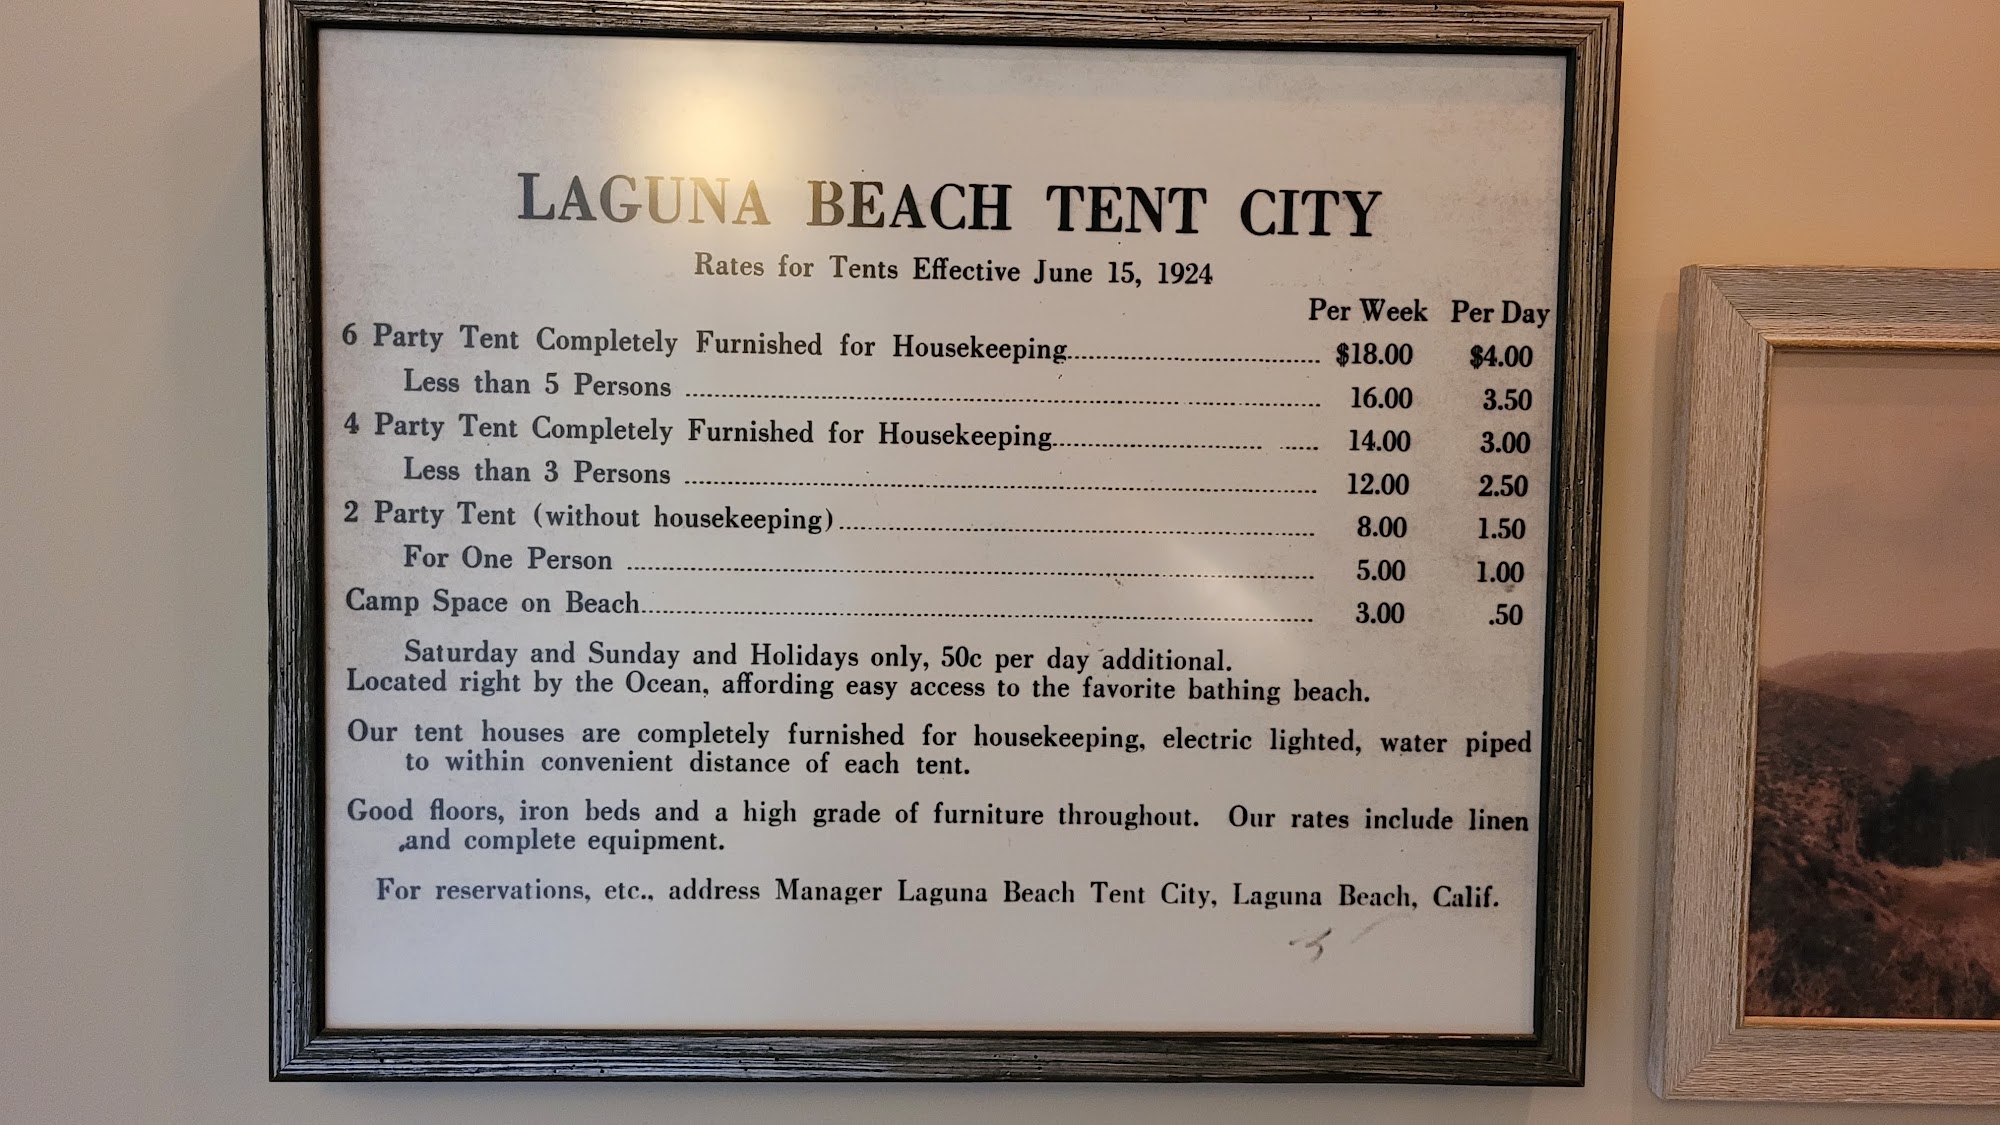 LAGUNA BEACH TENT CITY
Rates for Tents Effective June 15, 1924
Per Week Per Day
6 Party Tent Completely Furnished for Housekeeping................................ $18.00 $4.00
Less than 5 Persons ................................ 16.00 3.50
4 Party Tent Completely Furnished for Housekeeping................................ 14.00 3.00
Less than 3 Persons ................................ 12.00 2.50
2 Party Tent (without housekeeping)................................ 8.00 1.50
For One Person ................................ 5.00 1.00
Camp Space on Beach................................ 3.00 .50
Saturday and Sunday and Holidays only, 50c per day additional.
Located right by the Ocean, affording easy access to the favorite bathing beach.
Our tent houses are completely furnished for housekeeping, electric lighted, water piped
to within convenient distance of each tent.
Good floors, iron beds and a high grade of furniture throughout. Our rates include linen
and complete equipment.
For reservations, etc., address Manager Laguna Beach Tent City, Laguna Beach, Calif.